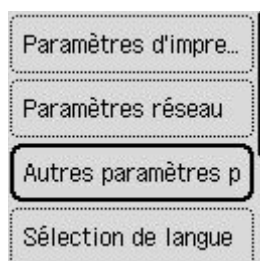 Paramètres d'impre...
Paramètres réseau
Autres paramètres p
Sélection de langue